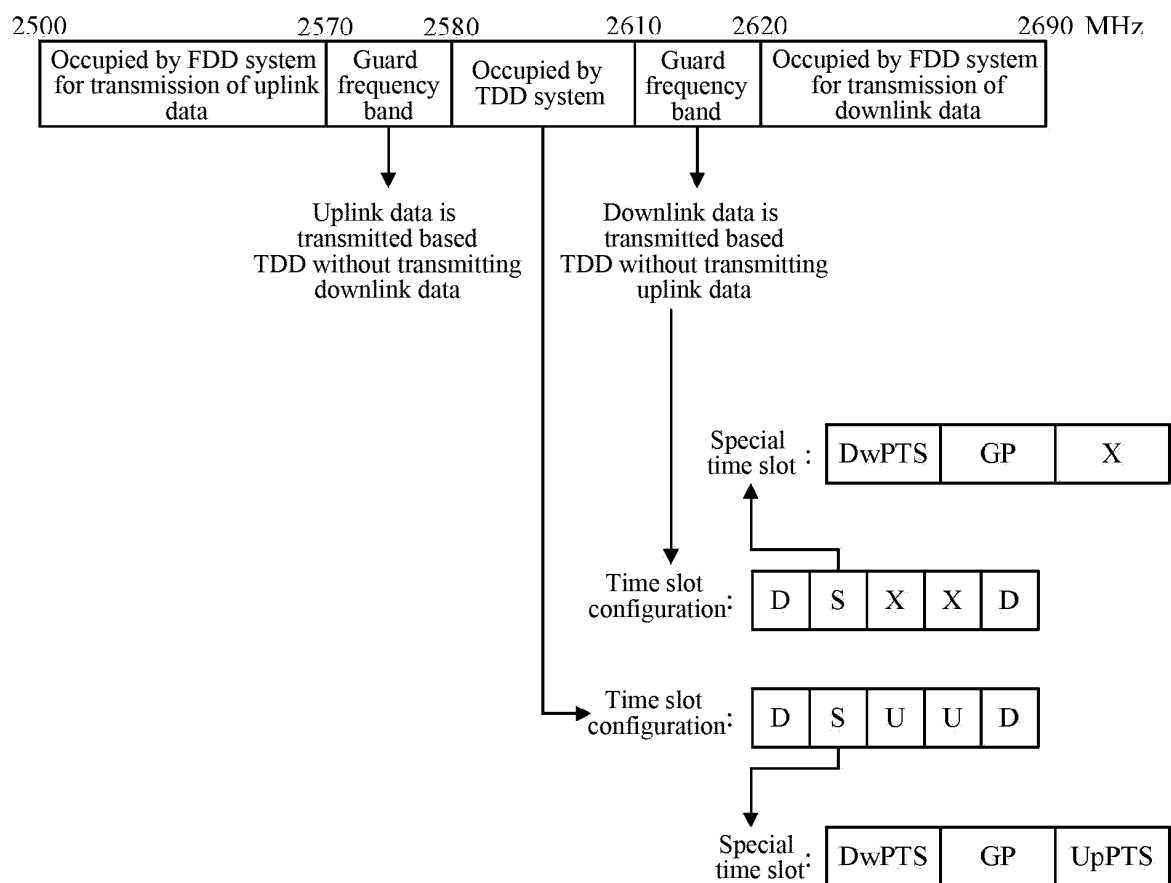 2500 2570 2580 2610 2620 2690 MHz
Occupied by FDD system
for transmission of uplink
data
Guard
frequency
band
Occupied by
TDD system
Guard
frequency
band
Occupied by FDD system
for transmission of
downlink data
Uplink data is
transmitted based
TDD without transmitting
downlink data
Downlink data is
transmitted based
TDD without transmitting
uplink data
Special
time slot :
DwPTS GP X
Time slot
configuration:
D S X X D
Time slot
configuration:
D S U U D
Special
time slot:
DwPTS GP UpPTS